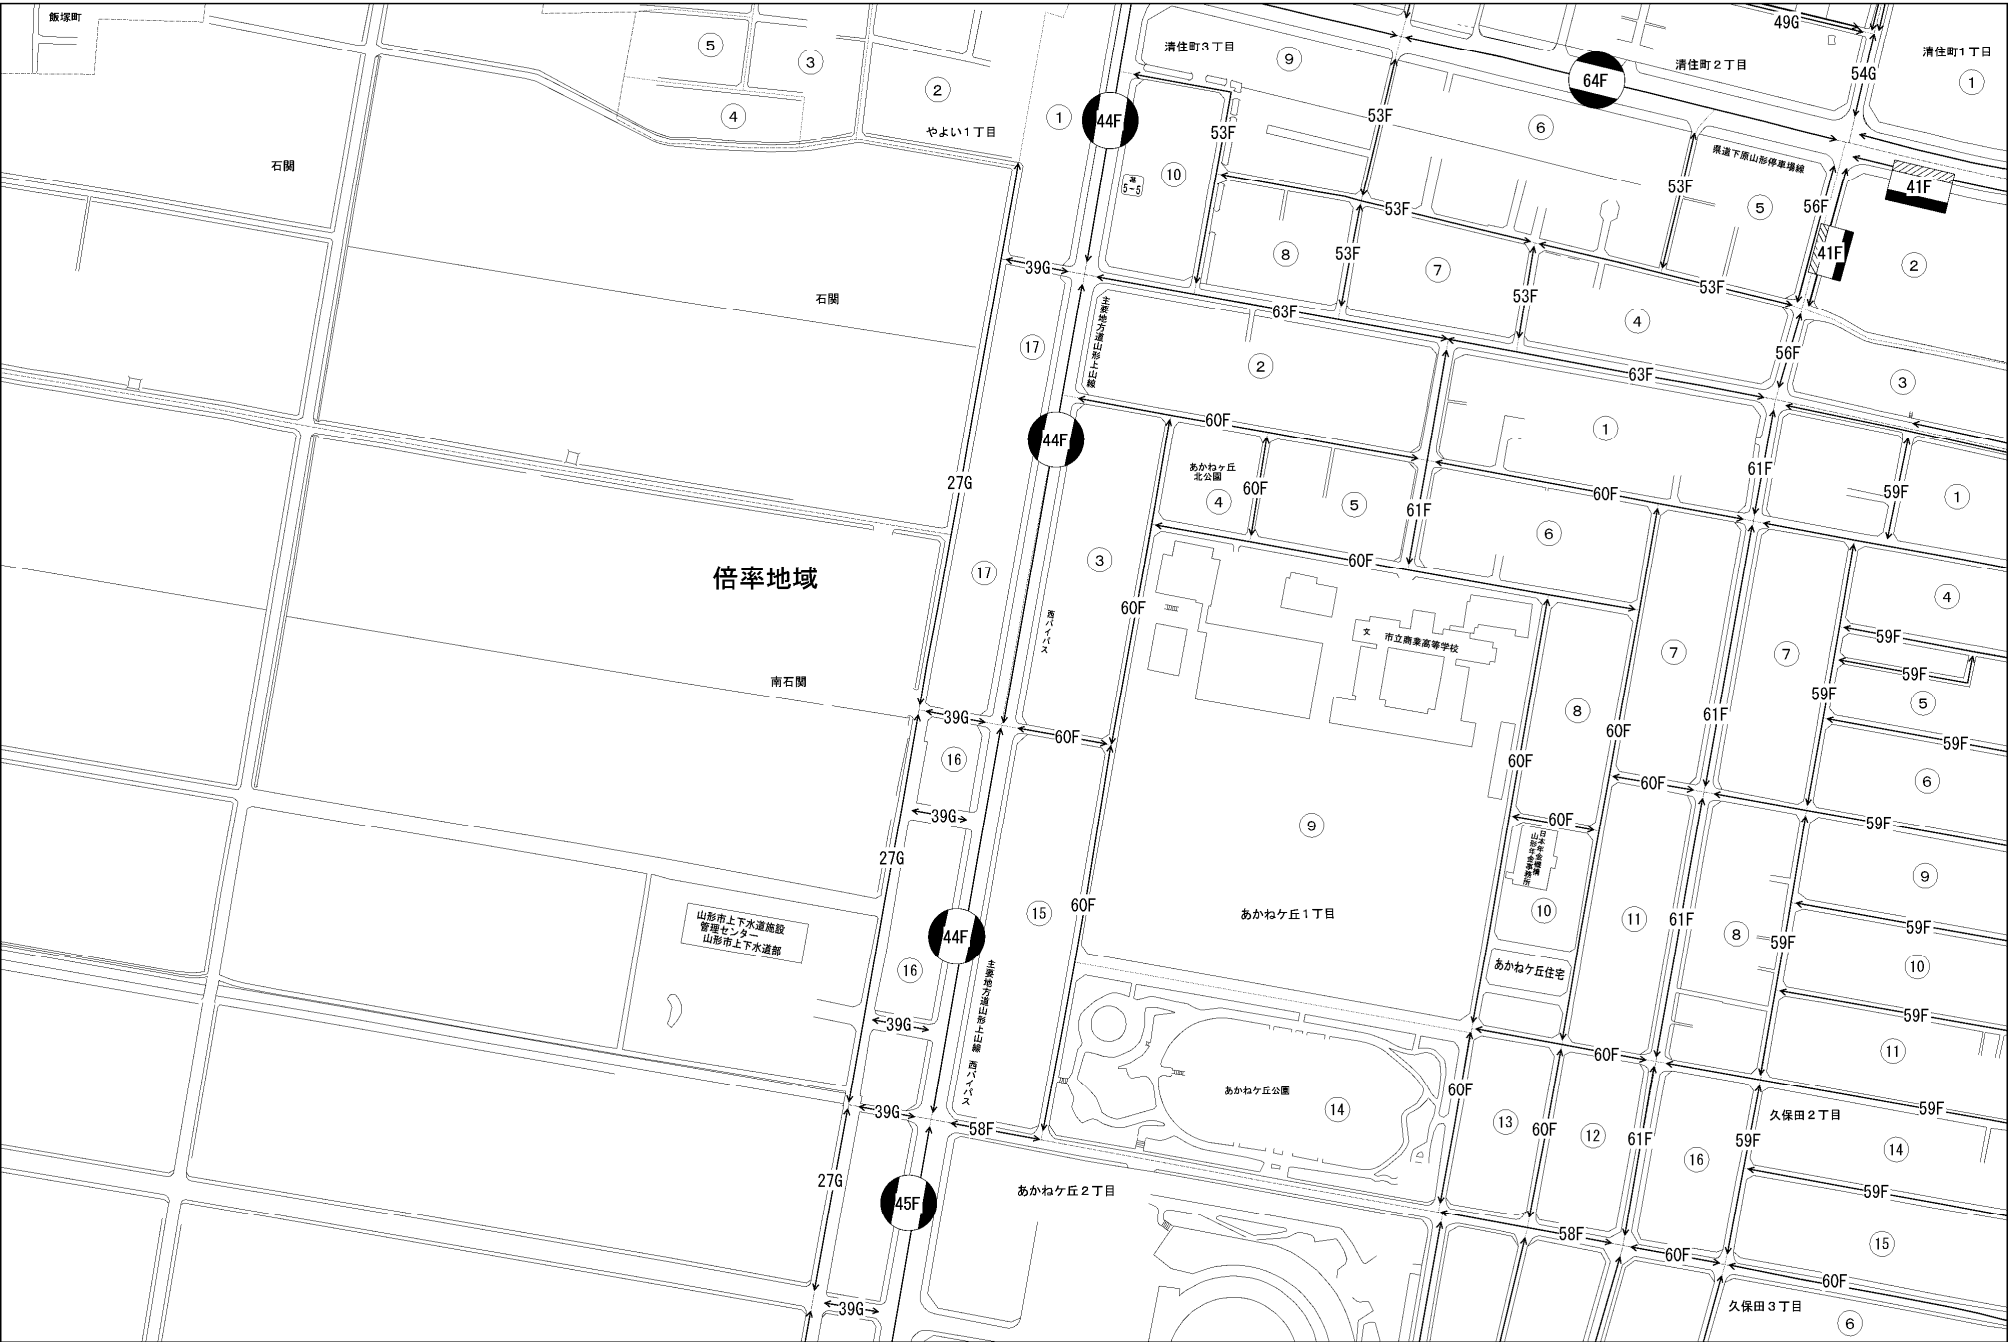 飯塚町
⑤
③
②
④
やよい1丁目
①
石関
石関
南石関
倍率地域
山形市上下水道施設
管理センター
山形市上下水道部
44F
44F
44F
45F
27G
27G
27G
39G
39G
39G
39G
39G
39G
⑰
⑰
⑯
⑯
主要地方道山形上山線
西バイパス
主要地方道山形上山線 西バイパス
清住町3丁目
⑨
清住町2丁目
64F
49G
54G
清住町1丁目
①
53F
53F
⑥
県道下原山形停車場線
⑩
5-5
53F
⑤
56F
41F
41F
②
53F
⑧
53F
⑦
53F
④
53F
63F
63F
56F
③
②
①
60F
あかねヶ丘
北公園
④
60F
⑤
61F
60F
⑥
61F
59F
①
③
60F
60F
市立商業高等学校
文
④
59F
59F
⑤
⑦
⑦
59F
61F
⑧
60F
60F
60F
59F
⑥
60F
60F
59F
⑨
日本年金機構
山形年金事務所
⑨
⑩
⑪
61F
⑧
59F
59F
⑩
あかねケ丘1丁目
⑮
60F
あかねケ丘住宅
59F
⑪
60F
59F
あかねケ丘公園
⑭
60F
⑬
60F
⑫
61F
⑯
59F
久保田2丁目
⑭
59F
⑮
58F
あかねケ丘2丁目
58F
60F
60F
久保田3丁目
⑥